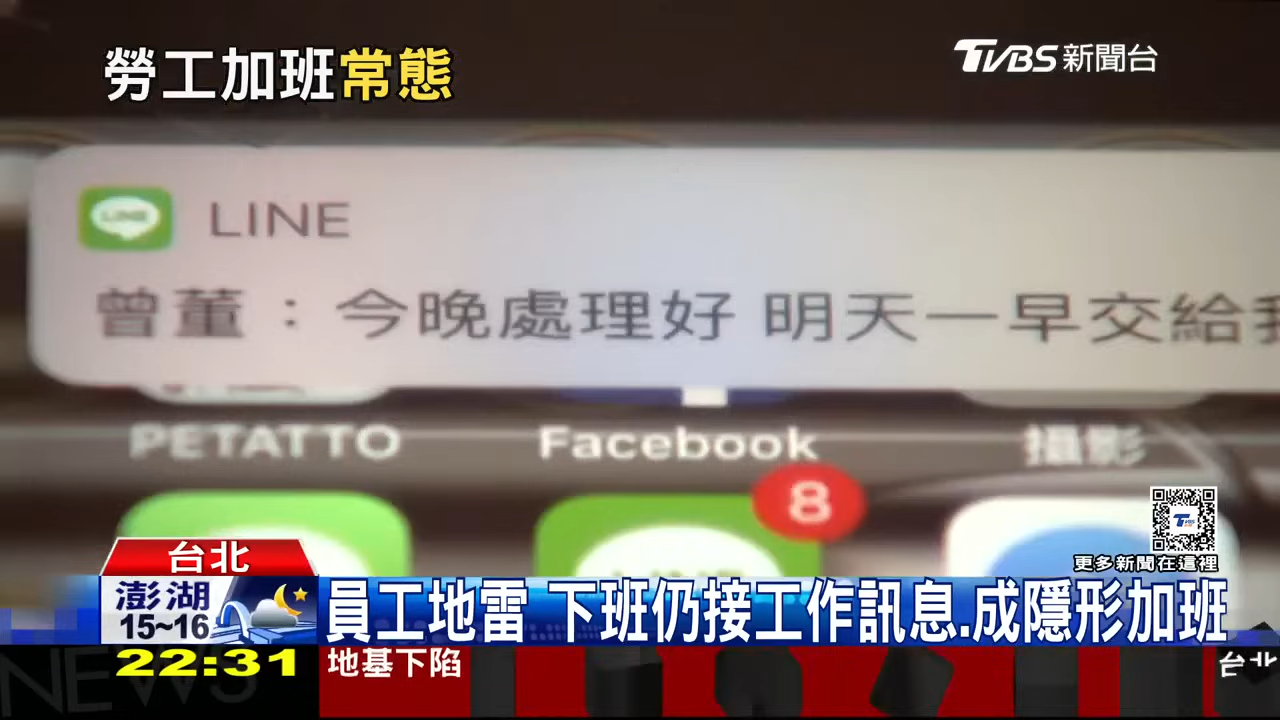 勞工加班常態
TVBS新聞台
LINE
曾董：今晚處理好 明天一早交給我
PETATTO
Facebook
攝影
8
TVBS
更多新聞在這裡
台北
澎湖
15~16
員工地雷 下班仍接工作訊息.成隱形加班
22:31
地基下陷
台北
NEWS